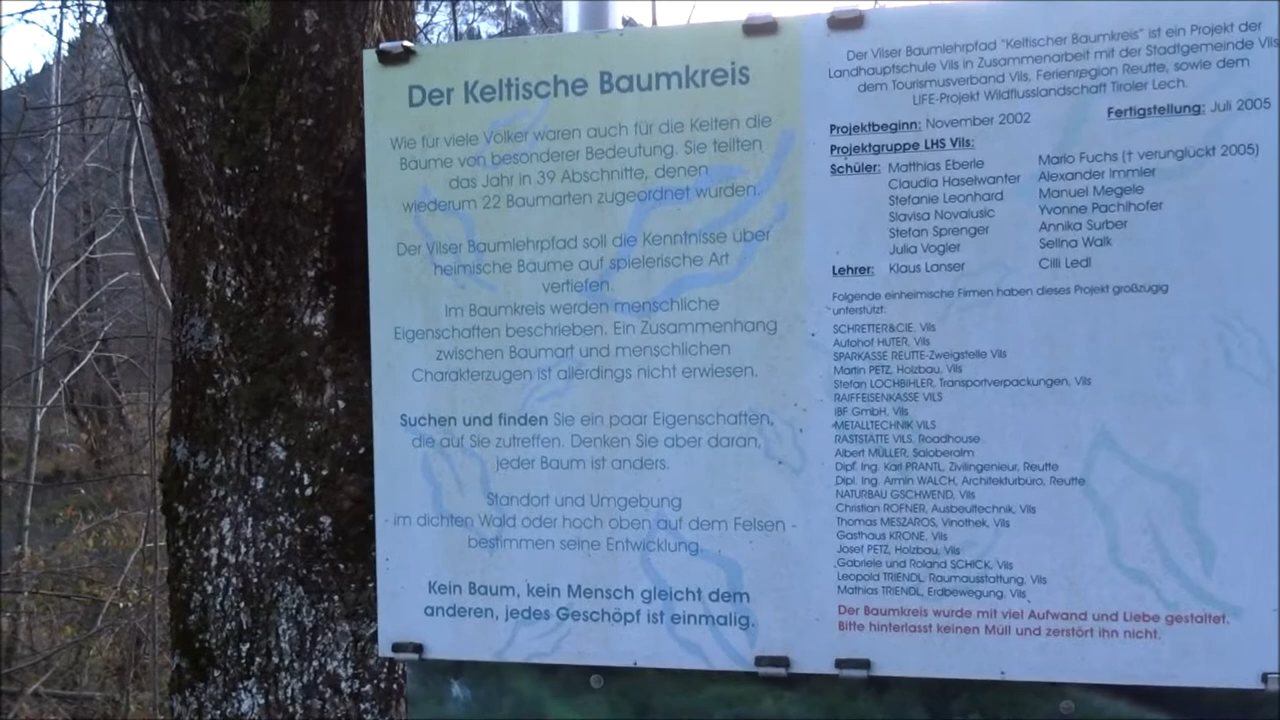 Der Keltische Baumkreis
Wie für viele Völker waren auch für die Kelten die
Bäume von besonderer Bedeutung. Sie teilten
das Jahr in 39 Abschnitte, denen
wiederum 22 Baumarten zugeordnet wurden.
Der Vilser Baumlehrpfad soll die Kenntnisse über
heimische Bäume auf spielerische Art
vertiefen.
Im Baumkreis werden menschliche
Eigenschaften beschrieben. Ein Zusammenhang
zwischen Baumart und menschlichen
Charakterzügen ist allerdings nicht erwiesen.
Suchen und finden Sie ein paar Eigenschaften,
die auf Sie zutreffen. Denken Sie aber daran,
jeder Baum ist anders.
Standort und Umgebung
- im dichten Wald oder hoch oben auf dem Felsen -
bestimmen seine Entwicklung.
Kein Baum, kein Mensch gleicht dem
anderen, jedes Geschöpf ist einmalig.
Der Vilser Baumlehrpfad "Keltischer Baumkreis" ist ein Projekt der
Landhauptschule Vils in Zusammenarbeit mit der Stadtgemeinde Vils
dem Tourismusverband Vils, Ferienregion Reutte, sowie dem
LIFE-Projekt Wildflusslandschaft Tiroler Lech.
Projektbeginn: November 2002 Fertigstellung: Juli 2005
Projektgruppe LHS Vils:
Schüler: Matthias Eberle Mario Fuchs († verunglückt 2005)
Claudia Haselwanter Alexander Immler
Stefanie Leonhard Manuel Megele
Slavisa Novalusic Yvonne Pachlhofer
Stefan Sprenger Annika Surber
Julia Vogler Selina Walk
Lehrer: Klaus Lanser Cilli Ledl
Folgende einheimische Firmen haben dieses Projekt großzügig
unterstützt:
SCHRETTER&CIE, Vils
Autohof HUTER, Vils
SPARKASSE REUTTE-Zweigstelle Vils
Martin PETZ, Holzbau, Vils
Stefan LOCHBIHLER, Transportverpackungen, Vils
RAIFFEISENKASSE VILS
IBF GmbH, Vils
METALLTECHNIK VILS
RASTSTÄTTE VILS, Roadhouse
Albert MÜLLER, Saloberalm
Dipf. Ing. Karl PRANTL, Zivilingenieur, Reutte
Dipl. Ing. Armin WALCH, Architekturbüro, Reutte
NATURBAU GSCHWEND, Vils
Christian ROFNER, Ausbeultechnik, Vils
Thomas MESZAROS, Vinothek, Vils
Gasthaus KRONE, Vils
Josef PETZ, Holzbau, Vils
Gabriele und Roland SCHICK, Vils
Leopold TRIENDL, Raumausstattung, Vils
Mathias TRIENDL, Erdbewegung, Vils
Der Baumkreis wurde mit viel Aufwand und Liebe gestaltet.
Bitte hinterlasst keinen Müll und zerstört ihn nicht.